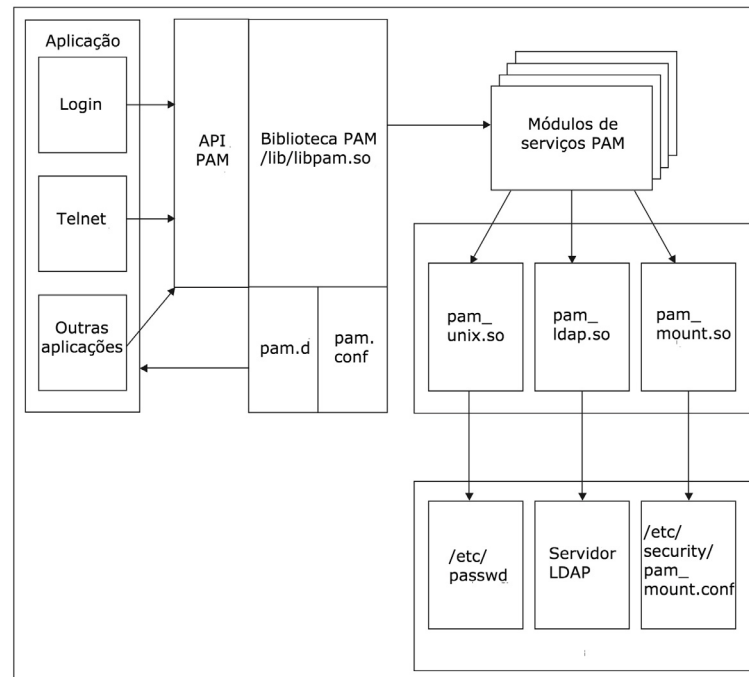 Aplicação
Login
Telnet
Outras
aplicações
API
PAM
Biblioteca PAM
/lib/libpam.so
pam.d
pam.
conf
Módulos de
serviços PAM
pam_
unix.so
pam_
ldap.so
pam_
mount.so
/etc/
passwd
Servidor
LDAP
/etc/
security/
pam_
mount.conf